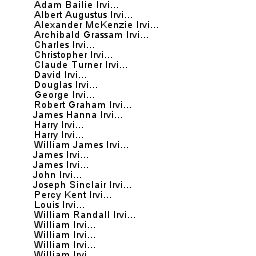 Adam Bailie Irvi...
Albert Augustus Irvi...
Alexander McKenzie Irvi...
Archibald Grassam Irvi...
Charles Irvi...
Christopher Irvi...
Claude Turner Irvi...
David Irvi...
Douglas Irvi...
George Irvi...
Robert Graham Irvi...
James Hanna Irvi...
Harry Irvi...
Harry Irvi...
William James Irvi...
James Irvi...
James Irvi...
John Irvi...
Joseph Sinclair Irvi...
Percy Kent Irvi...
Louis Irvi...
William Randall Irvi...
William Irvi...
William Irvi...
William Irvi...
William Irvi...